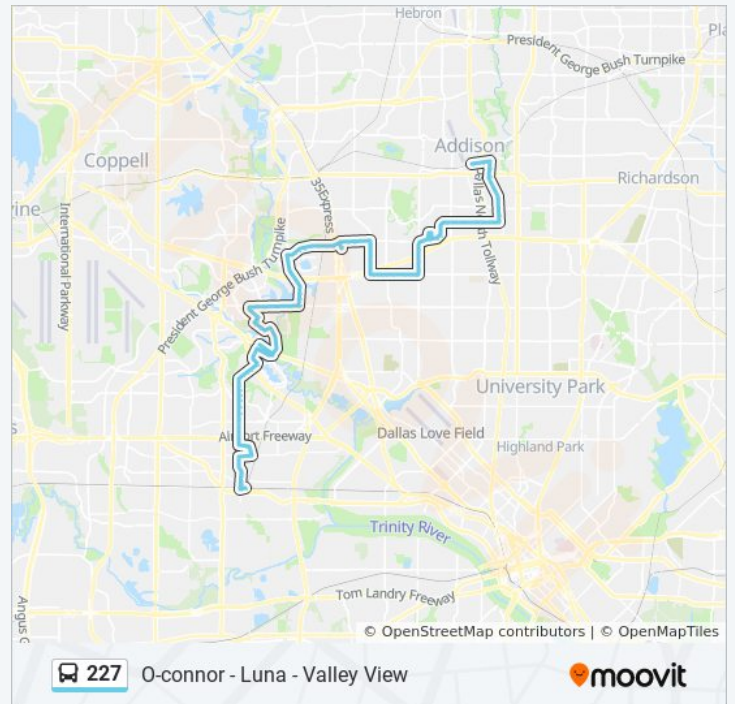 Hebron
Pla
President George Bush Turnpike
Addison
Coppell
Richardson
35Express
ine
International Parkway
Dallas North Tollway
President George Bush Turnpike
University Park
s
Airport Freeway
Dallas Love Field
Highland Park
Trinity River
Tom Landry Freeway
Angus G
© OpenStreetMap contributors | © OpenMapTiles
227 O-connor - Luna - Valley View
moovit